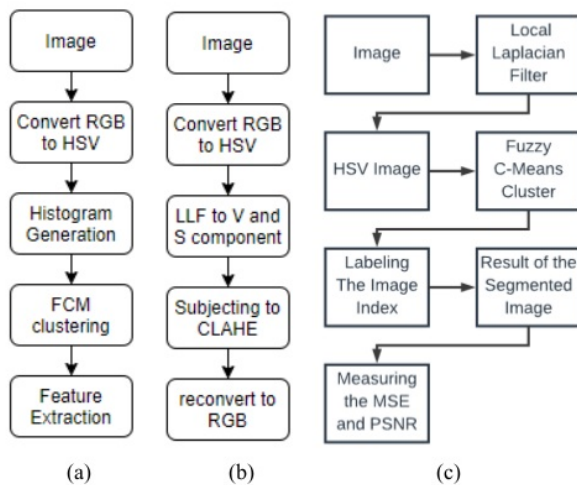 Image
Convert RGB
to HSV
Histogram
Generation
FCM
clustering
Feature
Extraction
(a)
Image
Convert RGB
to HSV
LLF to V and
S component
Subjecting to
CLAHE
reconvert to
RGB
(b)
Image
Local
Laplacian
Filter
HSV Image
Fuzzy
C-Means
Cluster
Labeling
The Image
Index
Result of the
Segmented
Image
Measuring
the MSE
and PSNR
(c)